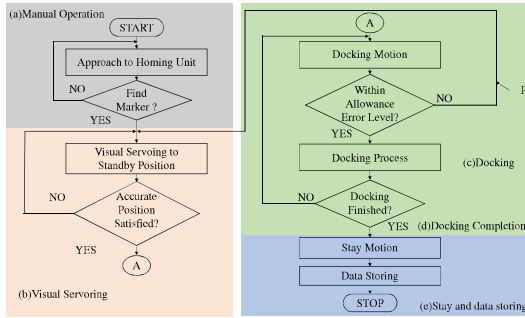 (a)Manual Operation
START
Approach to Homing Unit
NO
Find
Marker ?
YES
Visual Servoing to
Standby Position
NO
Accurate
Position
Satisfied?
YES
A
(b)Visual Servoring
A
Docking Motion
Within
Allowance
Error Level?
NO
YES
Docking Process
(c)Docking
NO
Docking
Finished?
YES
(d)Docking Completion
Stay Motion
Data Storing
STOP
(e)Stay and data storing